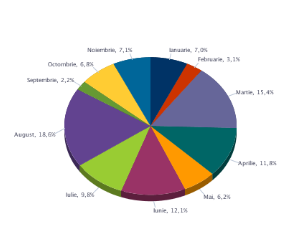 Noiembrie, 7,1%
Ianuarie, 7,0%
Octombrie, 6,8%
Februarie, 3,1%
Septembrie, 2,2%
Martie, 15,4%
August, 18,6%
Aprilie, 11,8%
Iulie, 9,8%
Mai, 6,2%
Iunie, 12,1%